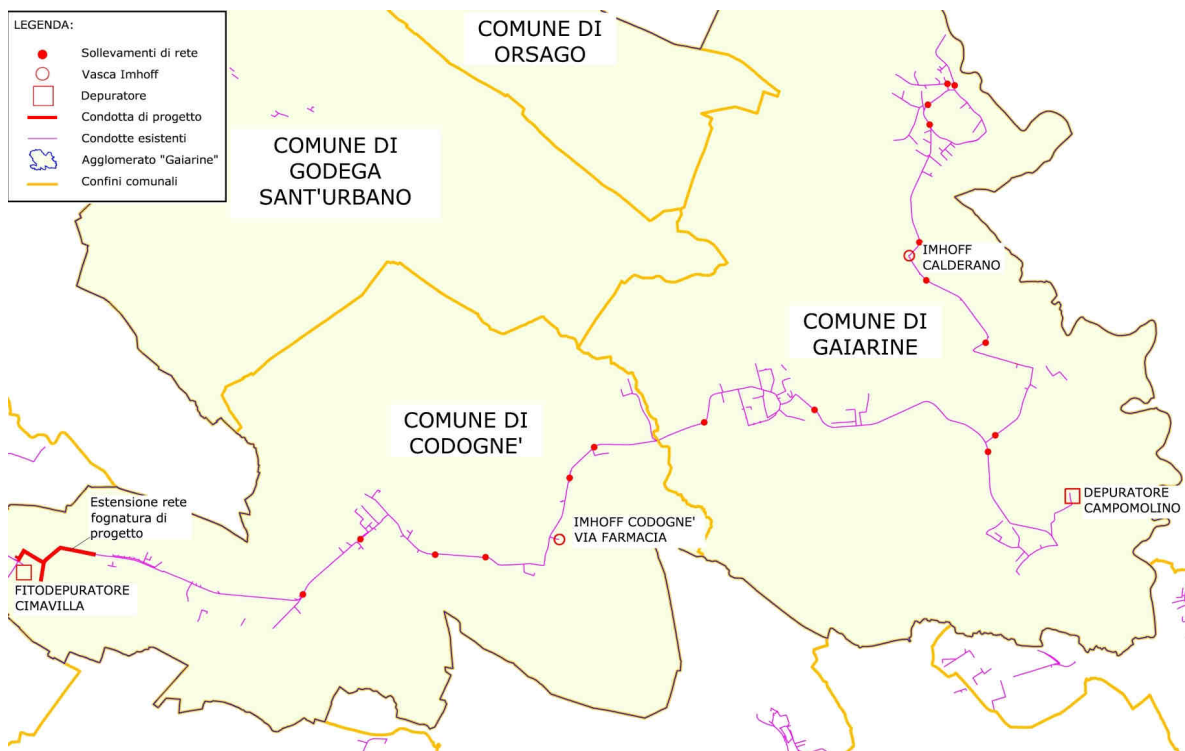 LEGENDA:
Sollevamenti di rete
Vasca Imhoff
Depuratore
Condotta di progetto
Condotte esistenti
Agglomerato "Gaiarine"
Confini comunali
COMUNE DI
ORSAGO
COMUNE DI
GODEGA
SANT'URBANO
IMHOFF
CALDERANO
COMUNE DI
GAIARINE
COMUNE DI
CODOGNE'
Estensione rete
fognatura di
progetto
IMHOFF CODOGNE'
VIA FARMACIA
DEPURATORE
CAMPOMOLINO
FITODEPURATORE
CIMAVILLA